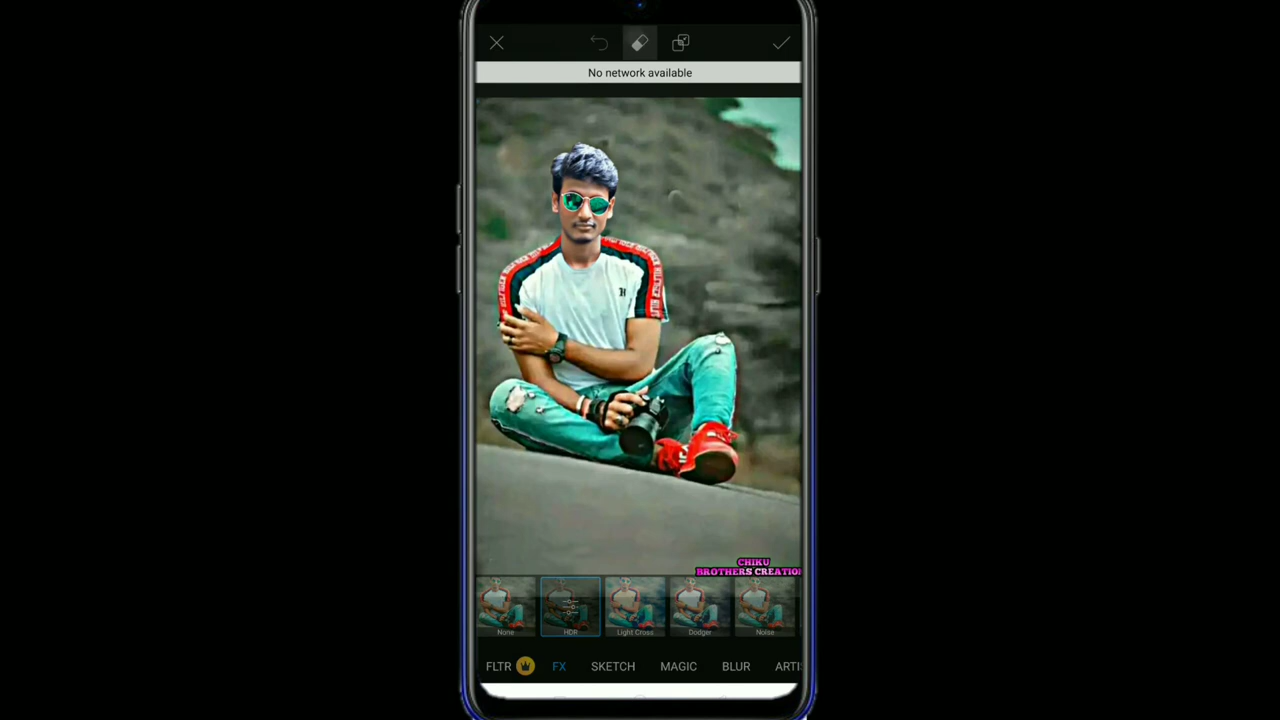 No network available
H
CHIKU
BROTHERS CREATION
None
HDR
Light Cross
Dodger
Noise
FLTR
FX
SKETCH
MAGIC
BLUR
ARTI